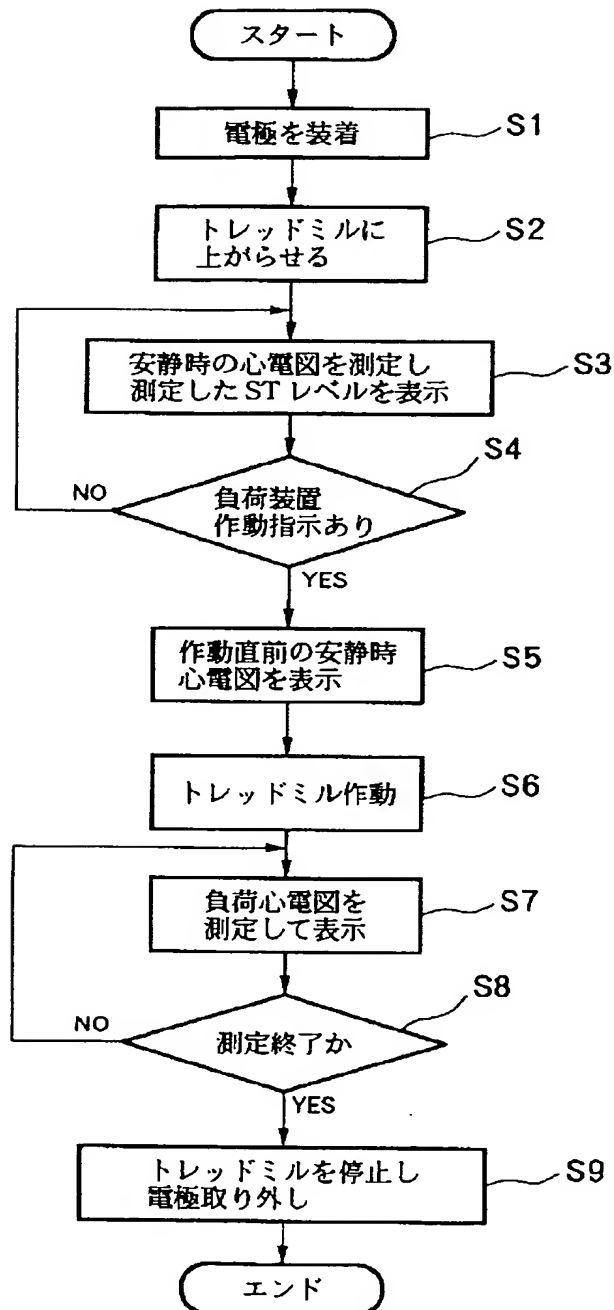 スタート
電極を装着
S1
トレッドミルに
上がらせる
S2
安静時の心電図を測定し
測定した ST レベルを表示
S3
S4
NO
負荷装置
作動指示あり
YES
作動直前の安静時
心電図を表示
S5
トレッドミル作動
S6
負荷心電図を
測定して表示
S7
S8
NO
測定終了か
YES
トレッドミルを停止し
電極取り外し
S9
エンド